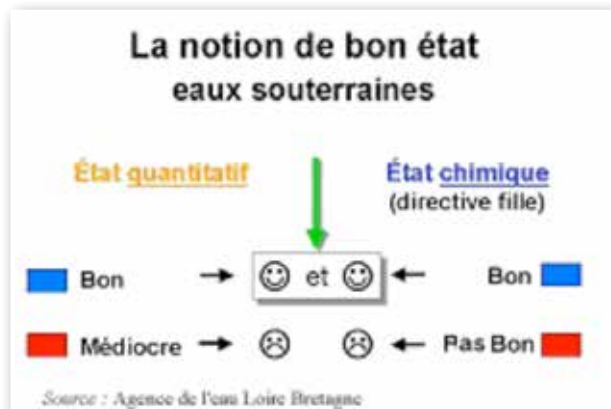 La notion de bon état
eaux souterraines
État quantitatif
État chimique
(directive fille)
Bon et Bon
Médiocre Pas Bon
Source : Agence de l'eau Loire Bretagne